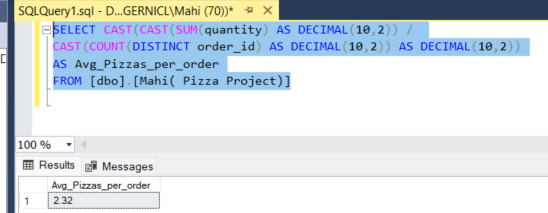 SQLQuery1.sql - D...GERNICL\Mahi (70))*
SELECT CAST(CAST(SUM(quantity) AS DECIMAL(10,2)) /
CAST(COUNT(DISTINCT order_id) AS DECIMAL(10,2)) AS DECIMAL(10,2))
AS Avg_Pizzas_per_order
FROM [dbo].[Mahi( Pizza Project)]
100 %
Results Messages
Avg_Pizzas_per_order
1 2.32